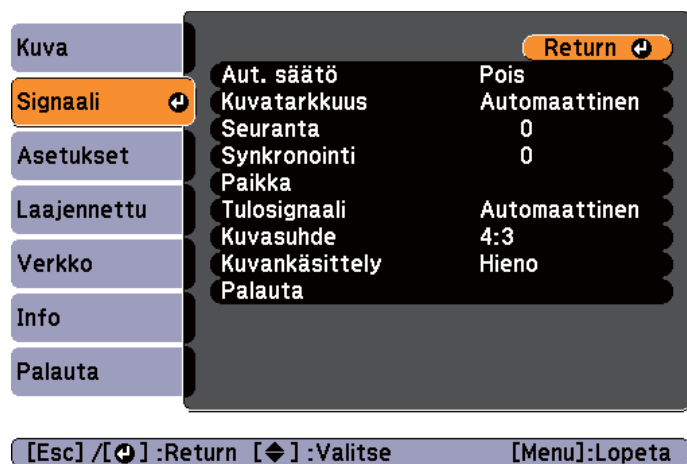 Kuva
Signaali
Asetukset
Laajennettu
Verkko
Info
Palauta
Return
Aut. säätö Pois
Kuvatarkkuus Automaattinen
Seuranta 0
Synkronointi 0
Paikka
Tulosignaali Automaattinen
Kuvasuhde 4:3
Kuvankäsittely Hieno
Palauta
[Esc] /[⏎] :Return [◆] :Valitse [Menu]:Lopeta